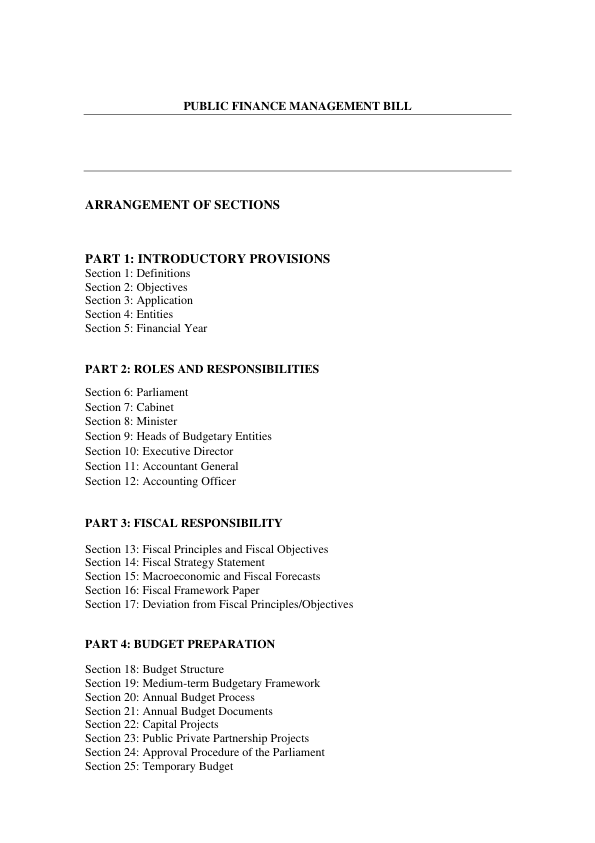 PUBLIC FINANCE MANAGEMENT BILL
ARRANGEMENT OF SECTIONS
PART 1: INTRODUCTORY PROVISIONS
Section 1: Definitions
Section 2: Objectives
Section 3: Application
Section 4: Entities
Section 5: Financial Year
PART 2: ROLES AND RESPONSIBILITIES
Section 6: Parliament
Section 7: Cabinet
Section 8: Minister
Section 9: Heads of Budgetary Entities
Section 10: Executive Director
Section 11: Accountant General
Section 12: Accounting Officer
PART 3: FISCAL RESPONSIBILITY
Section 13: Fiscal Principles and Fiscal Objectives
Section 14: Fiscal Strategy Statement
Section 15: Macroeconomic and Fiscal Forecasts
Section 16: Fiscal Framework Paper
Section 17: Deviation from Fiscal Principles/Objectives
PART 4: BUDGET PREPARATION
Section 18: Budget Structure
Section 19: Medium-term Budgetary Framework
Section 20: Annual Budget Process
Section 21: Annual Budget Documents
Section 22: Capital Projects
Section 23: Public Private Partnership Projects
Section 24: Approval Procedure of the Parliament
Section 25: Temporary Budget